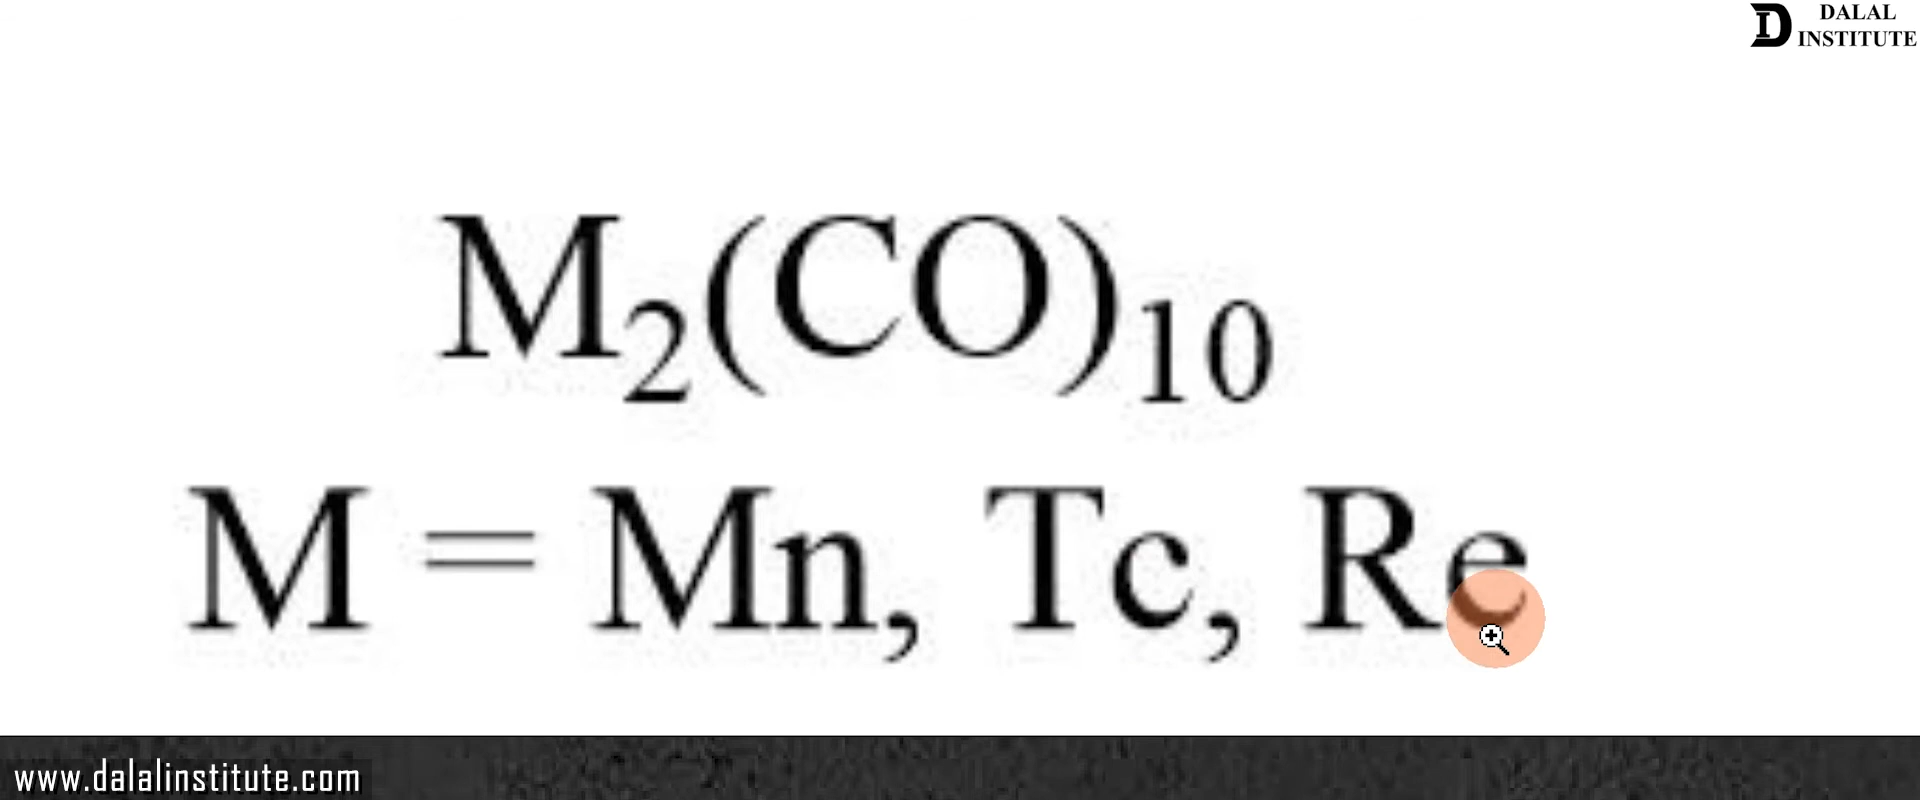 DALAL
INSTITUTE
M₂(CO)₁₀
M = Mn, Tc, Re
www.dalalinstitute.com